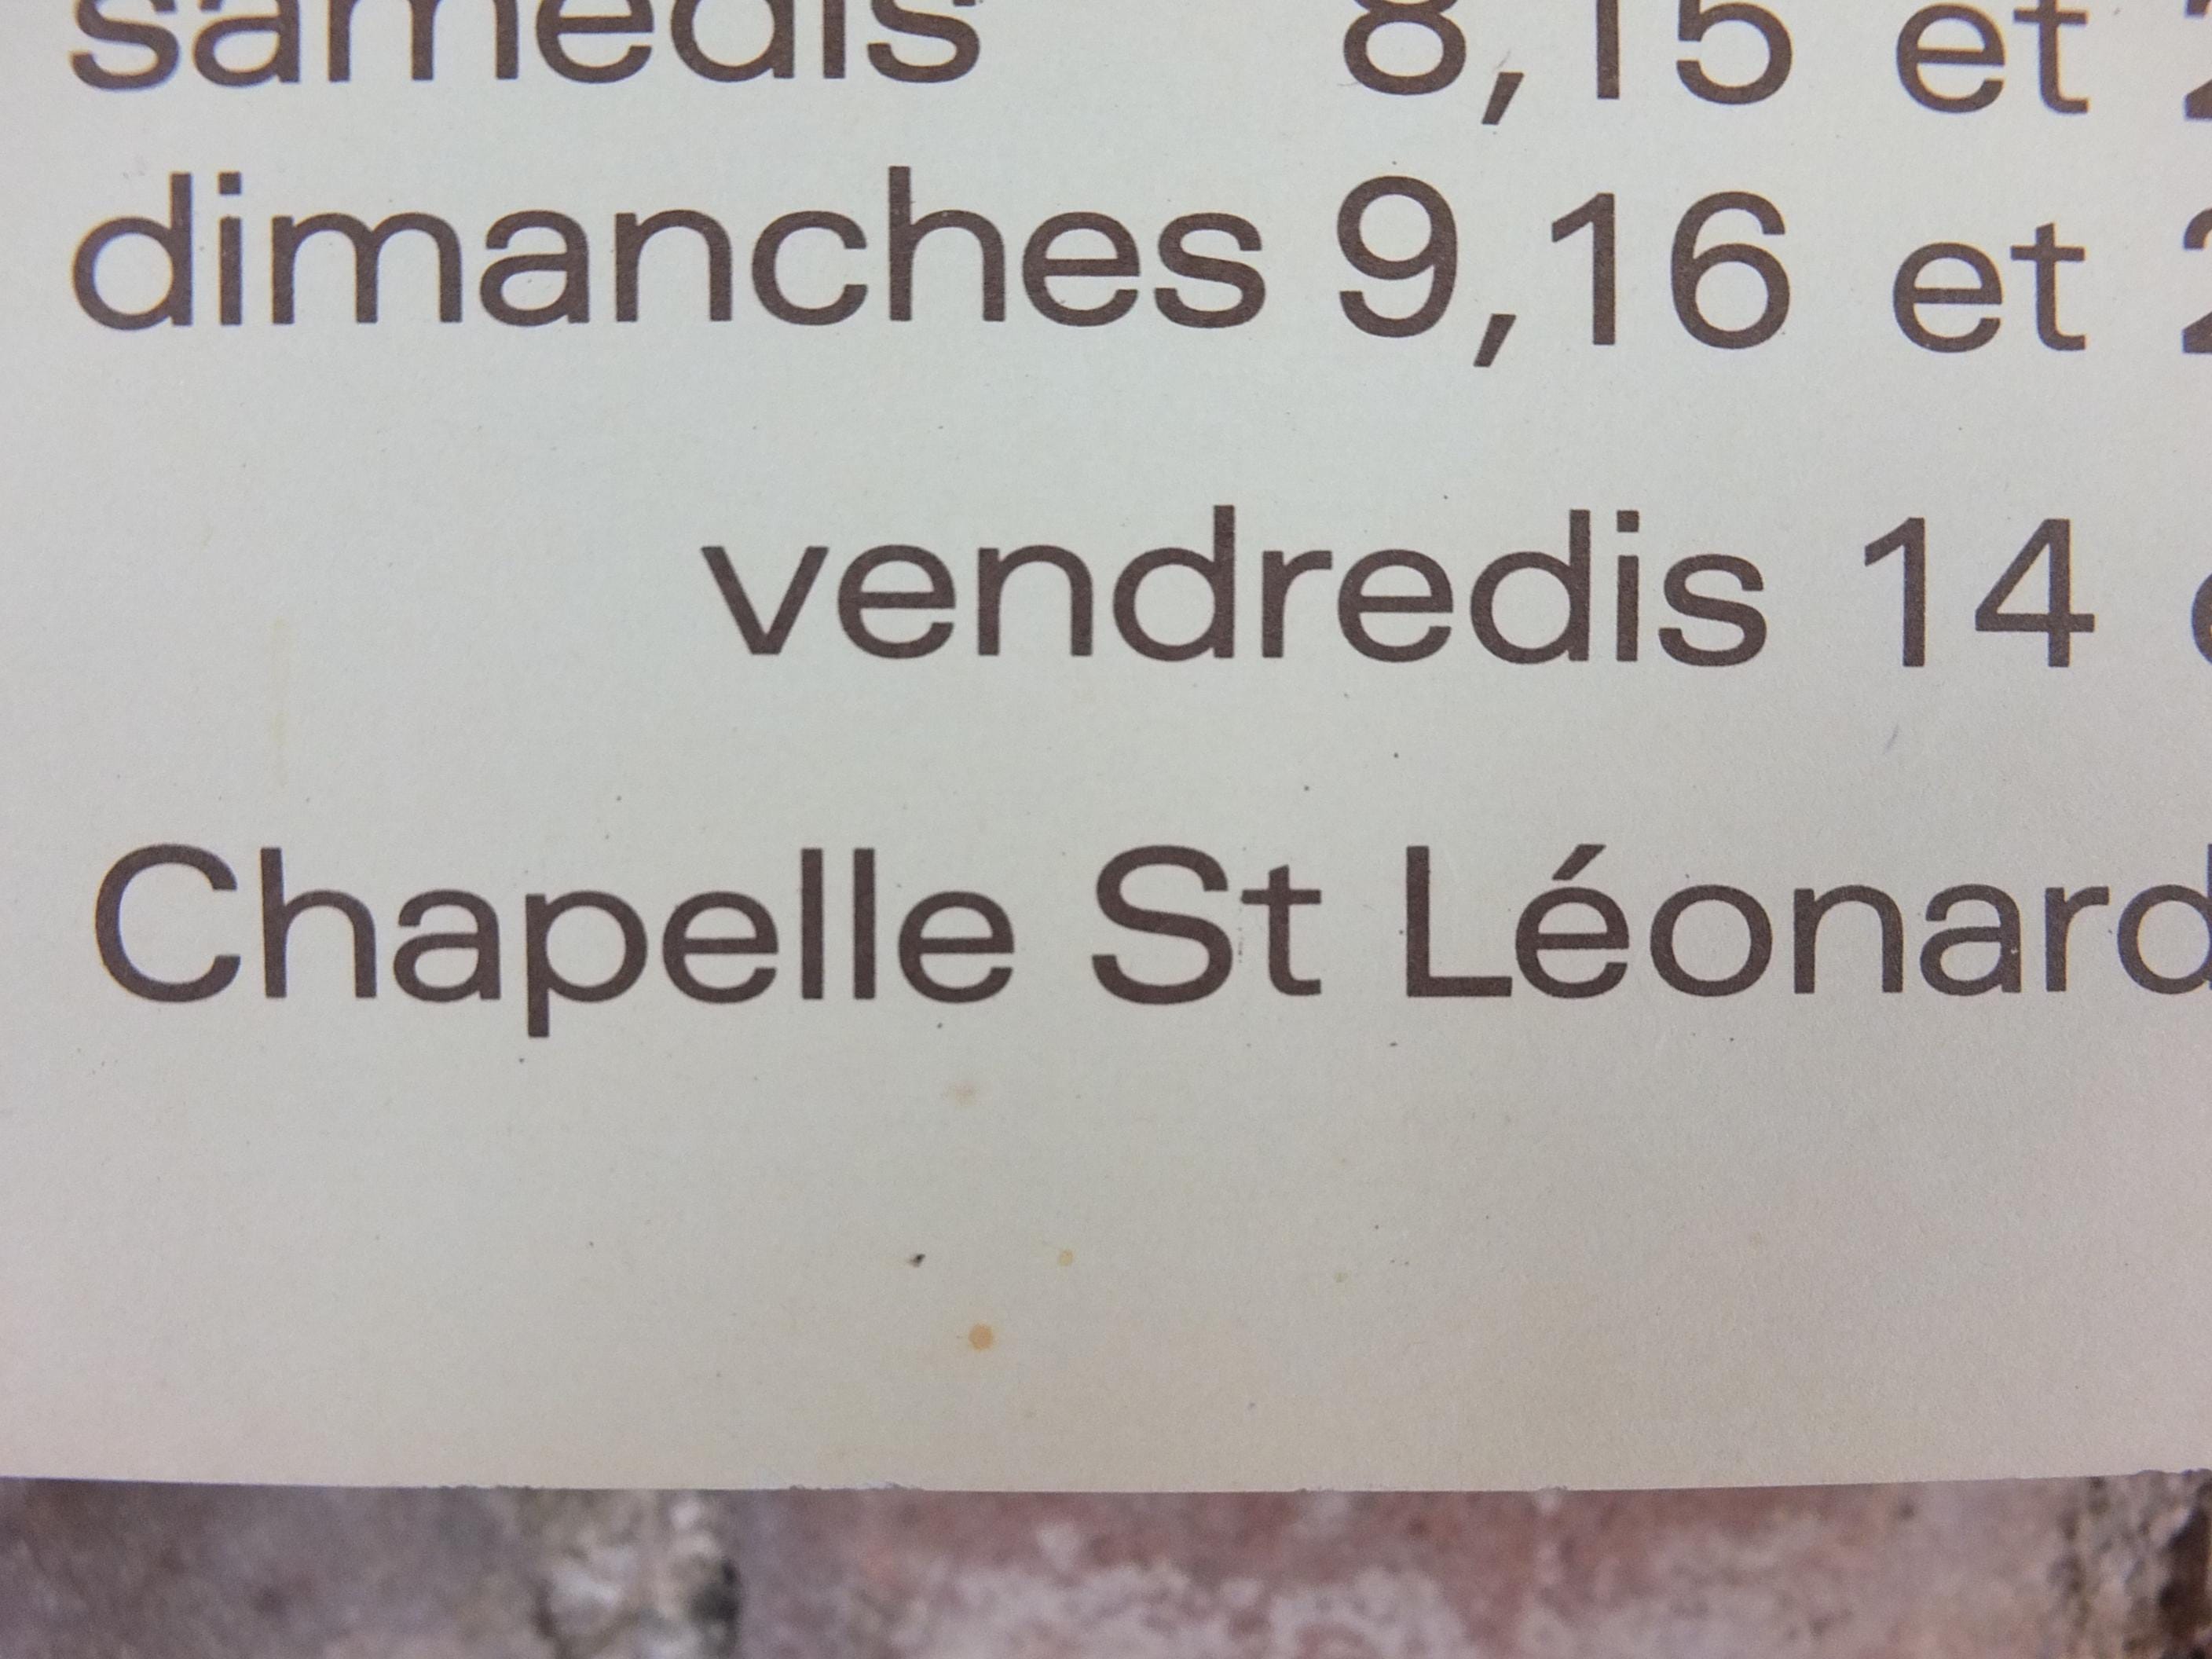 samedis 8,15 et
dimanches 9,16 et
vendredis 14
Chapelle St Léonard